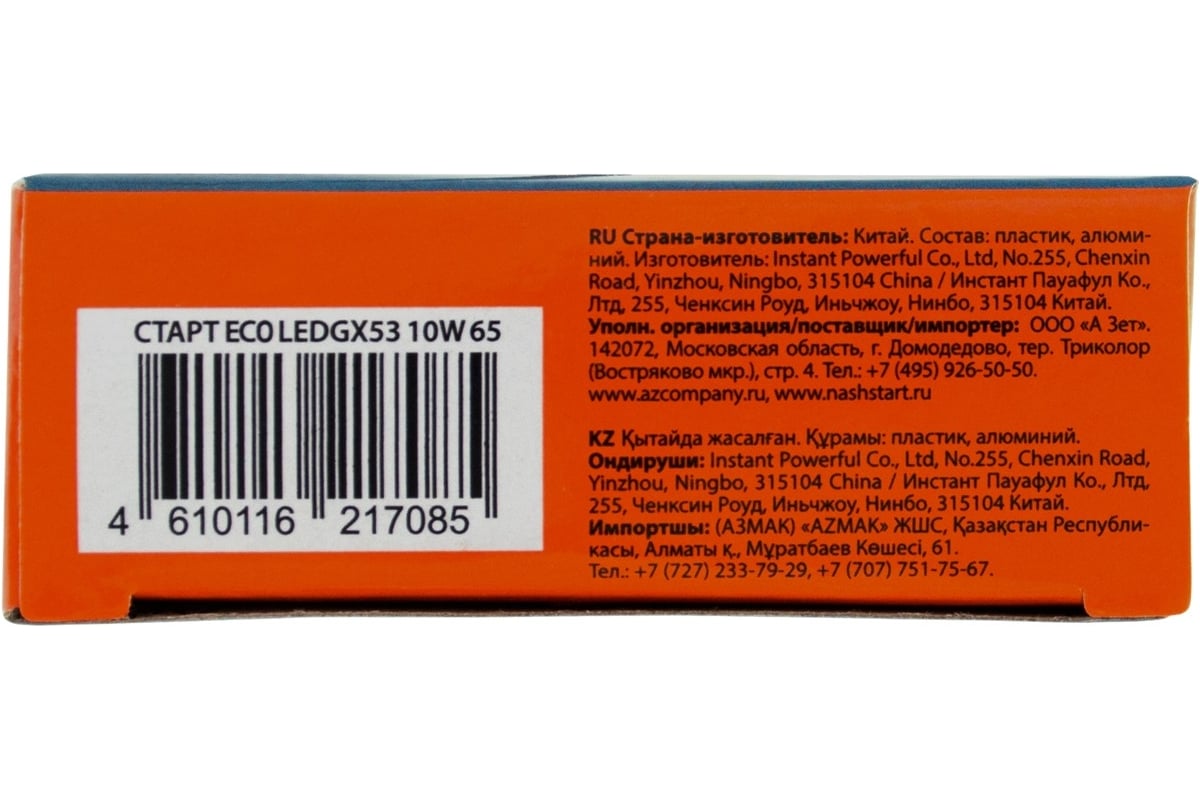 СТАРТ ECO LEDGX53 10W 65
4 610116 217085
RU Страна-изготовитель: Китай. Состав: пластик, алюми-
ний. Изготовитель: Instant Powerful Co., Ltd, No.255, Chenxin
Road, Yinzhou, Ningbo, 315104 China / Инстант Пауафул Ко.,
Лтд, 255, Ченксин Роуд, Иньчжоу, Нинбо, 315104 Китай.
Уполн. организация/поставщик/импортер: ООО «А Зет».
142072, Московская область, г. Домодедово, тер. Триколор
(Востряково мкр.), стр. 4. Тел.: +7 (495) 926-50-50.
www.azcompany.ru, www.nashstart.ru
KZ Қытайда жасалған. Құрамы: пластик, алюминий.
Ондируши: Instant Powerful Co., Ltd, No.255, Chenxin Road,
Yinzhou, Ningbo, 315104 China / Инстант Пауафул Ко., Лтд,
255, Ченксин Роуд, Иньчжоу, Нинбо, 315104 Китай.
Импортшы: (АЗМАК) «AZMAK» ЖШС, Қазақстан Республи-
касы, Алматы қ., Мұратбаев Көшесі, 61.
Тел.: +7 (727) 233-79-29, +7 (707) 751-75-67.